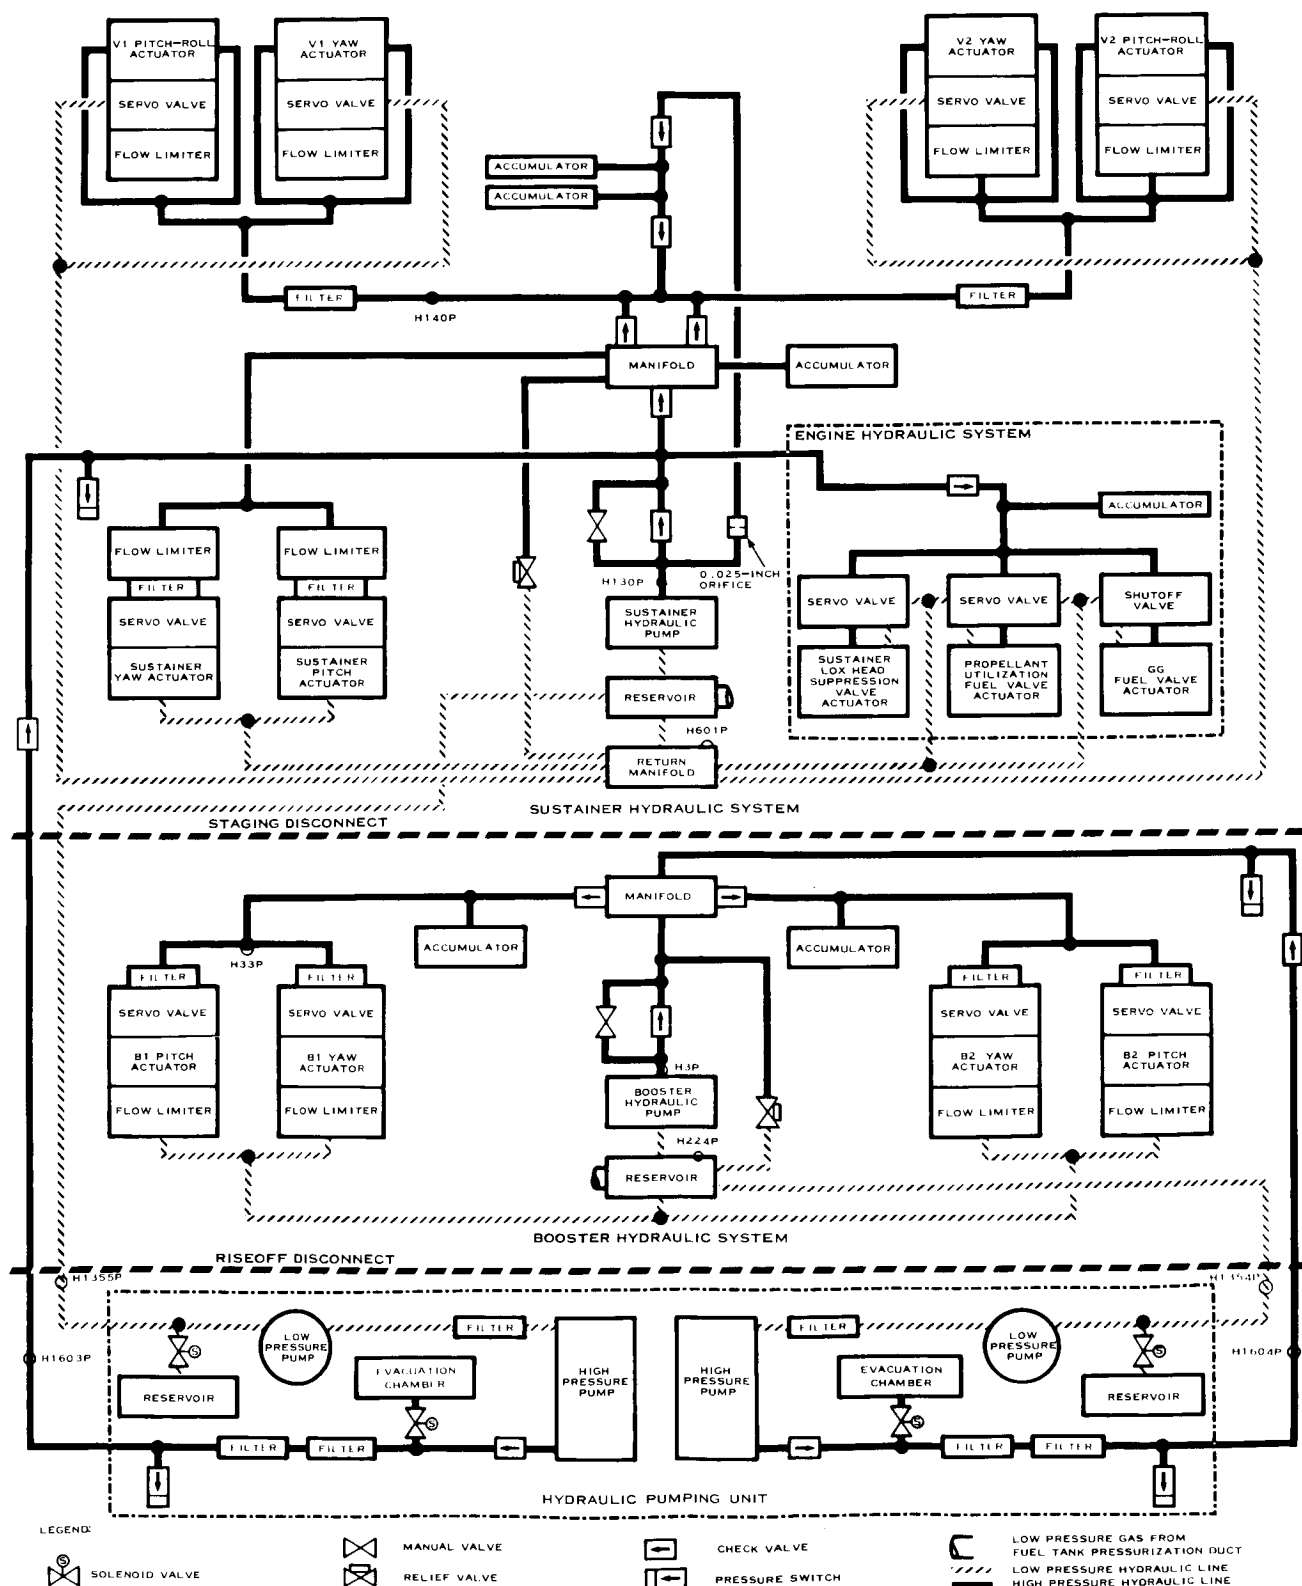 V1 PITCH-ROLL
ACTUATOR
SERVO VALVE
FLOW LIMITER
V1 YAW
ACTUATOR
SERVO VALVE
FLOW LIMITER
V2 YAW
ACTUATOR
SERVO VALVE
FLOW LIMITER
V2 PITCH-ROLL
ACTUATOR
SERVO VALVE
FLOW LIMITER
ACCUMULATOR
ACCUMULATOR
FILTER
H140P
FILTER
MANIFOLD
ACCUMULATOR
ENGINE HYDRAULIC SYSTEM
ACCUMULATOR
0.025-INCH
ORIFICE
H130P
FLOW LIMITER
FILTER
SERVO VALVE
SUSTAINER
YAW ACTUATOR
FLOW LIMITER
FILTER
SERVO VALVE
SUSTAINER
PITCH
ACTUATOR
SUSTAINER
HYDRAULIC
PUMP
RESERVOIR
H601P
RETURN
MANIFOLD
SERVO VALVE
SUSTAINER
LOX HEAD
SUPPRESSION
VALVE
ACTUATOR
SERVO VALVE
PROPELLANT
UTILIZATION
FUEL VALVE
ACTUATOR
SHUTOFF
VALVE
GG
FUEL VALVE
ACTUATOR
SUSTAINER HYDRAULIC SYSTEM
STAGING DISCONNECT
MANIFOLD
ACCUMULATOR
ACCUMULATOR
H33P
FILTER
SERVO VALVE
B1 PITCH
ACTUATOR
FLOW LIMITER
FILTER
SERVO VALVE
B1 YAW
ACTUATOR
FLOW LIMITER
H3P
BOOSTER
HYDRAULIC
PUMP
H224P
RESERVOIR
FILTER
SERVO VALVE
B2 YAW
ACTUATOR
FLOW LIMITER
FILTER
SERVO VALVE
B2 PITCH
ACTUATOR
FLOW LIMITER
BOOSTER HYDRAULIC SYSTEM
RISEOFF DISCONNECT
H1355P
H1354P
LOW
PRESSURE
PUMP
FILTER
HIGH
PRESSURE
PUMP
HIGH
PRESSURE
PUMP
FILTER
LOW
PRESSURE
PUMP
H1603P
S
RESERVOIR
EVACUATION
CHAMBER
S
EVACUATION
CHAMBER
S
S
RESERVOIR
H1604P
FILTER
FILTER
FILTER
FILTER
HYDRAULIC PUMPING UNIT
LEGEND:
S
SOLENOID VALVE
MANUAL VALVE
RELIEF VALVE
CHECK VALVE
PRESSURE SWITCH
LOW PRESSURE GAS FROM
FUEL TANK PRESSURIZATION DUCT
LOW PRESSURE HYDRAULIC LINE
HIGH PRESSURE HYDRAULIC LINE